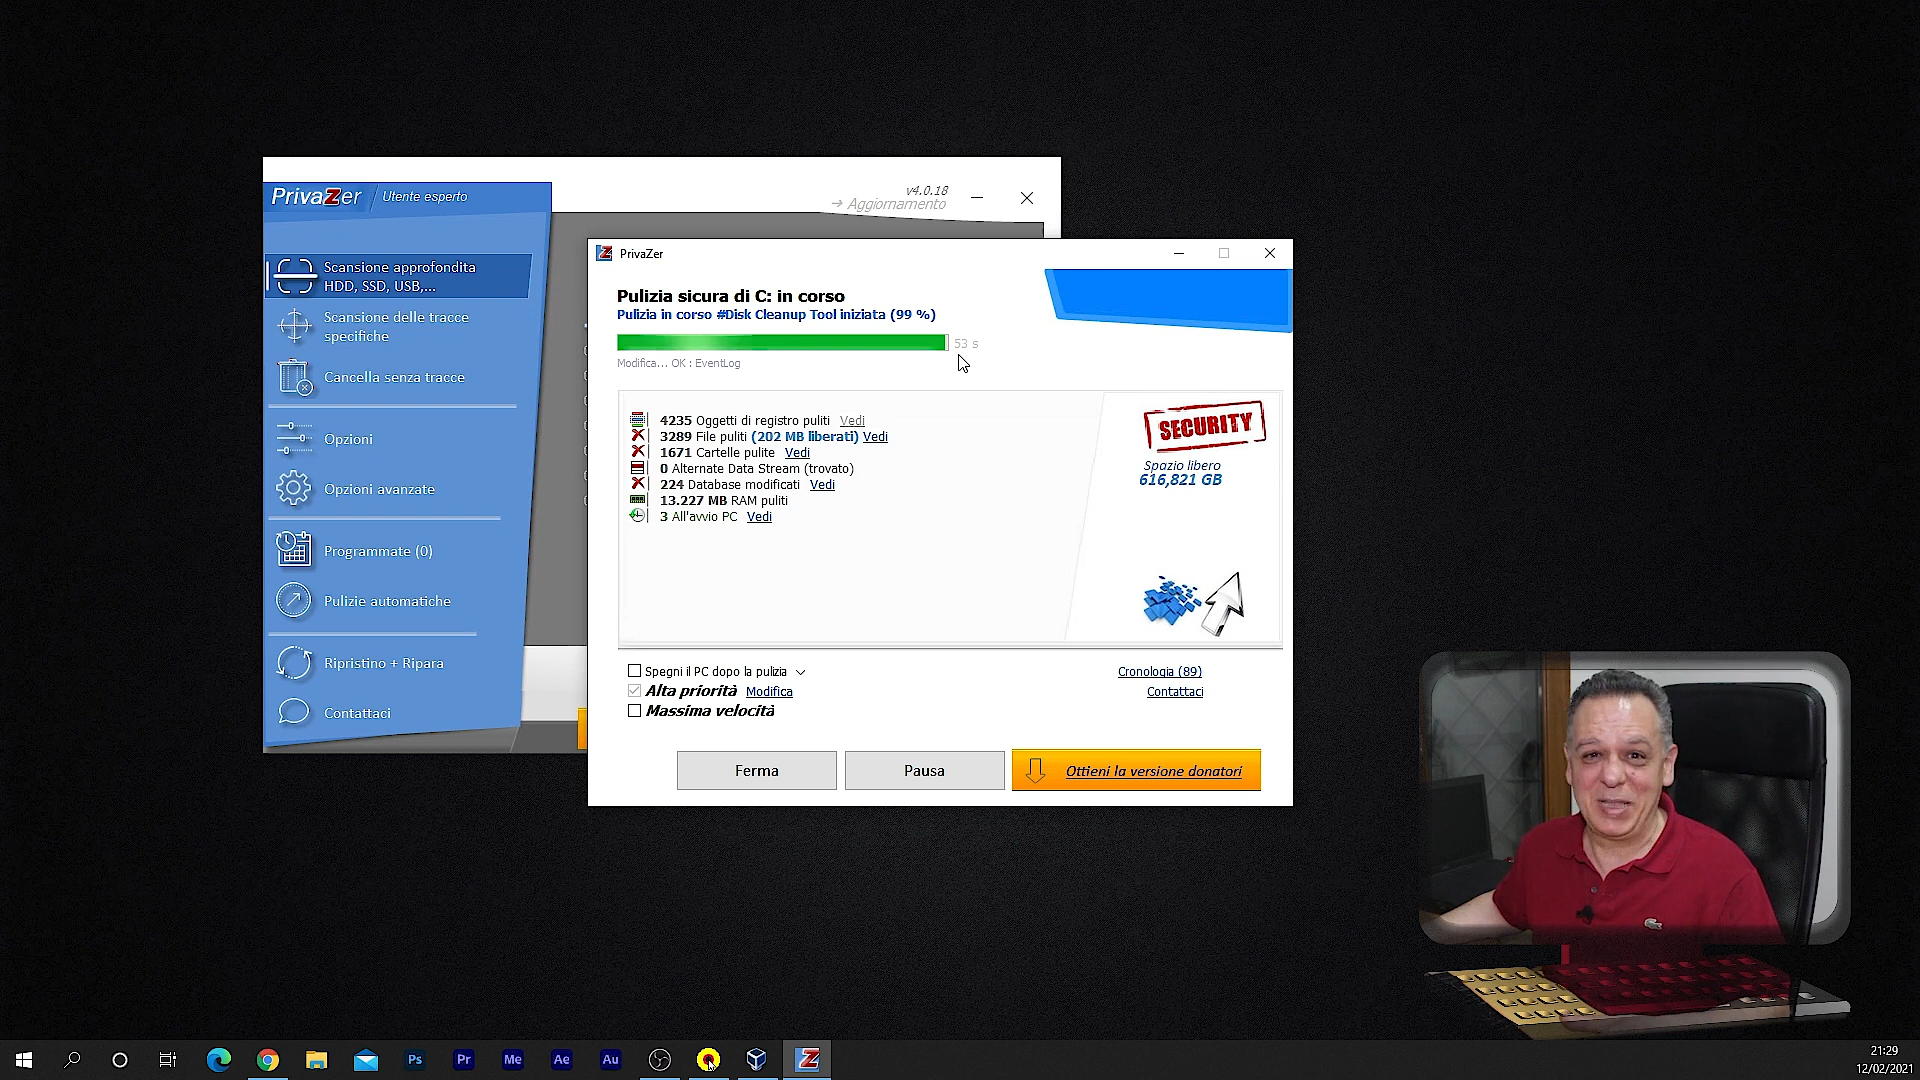 PrivaZer Utente esperto
v4.0.18
→ Aggiornamento
Scansione approfondita
HDD, SSD, USB,...
Scansione delle tracce
specifiche
Cancella senza tracce
Opzioni
Opzioni avanzate
Programmate (0)
Pulizie automatiche
Ripristino + Ripara
Contattaci
PrivaZer
Pulizia sicura di C: in corso
Pulizia in corso #Disk Cleanup Tool iniziata (99 %)
53 s
Modifica... OK : EventLog
4235 Oggetti di registro puliti Vedi
3289 File puliti (202 MB liberati) Vedi
1671 Cartelle pulite Vedi
0 Alternate Data Stream (trovato)
224 Database modificati Vedi
13.227 MB RAM puliti
3 All'avvio PC Vedi
SECURITY
Spazio libero
616,821 GB
Spegni il PC dopo la pulizia
Alta priorità Modifica
Massima velocità
Cronologia (89)
Contattaci
Ferma
Pausa
Ottieni la versione donatori
Ps
Pr
Me
Ae
Au
21:29
12/02/2021